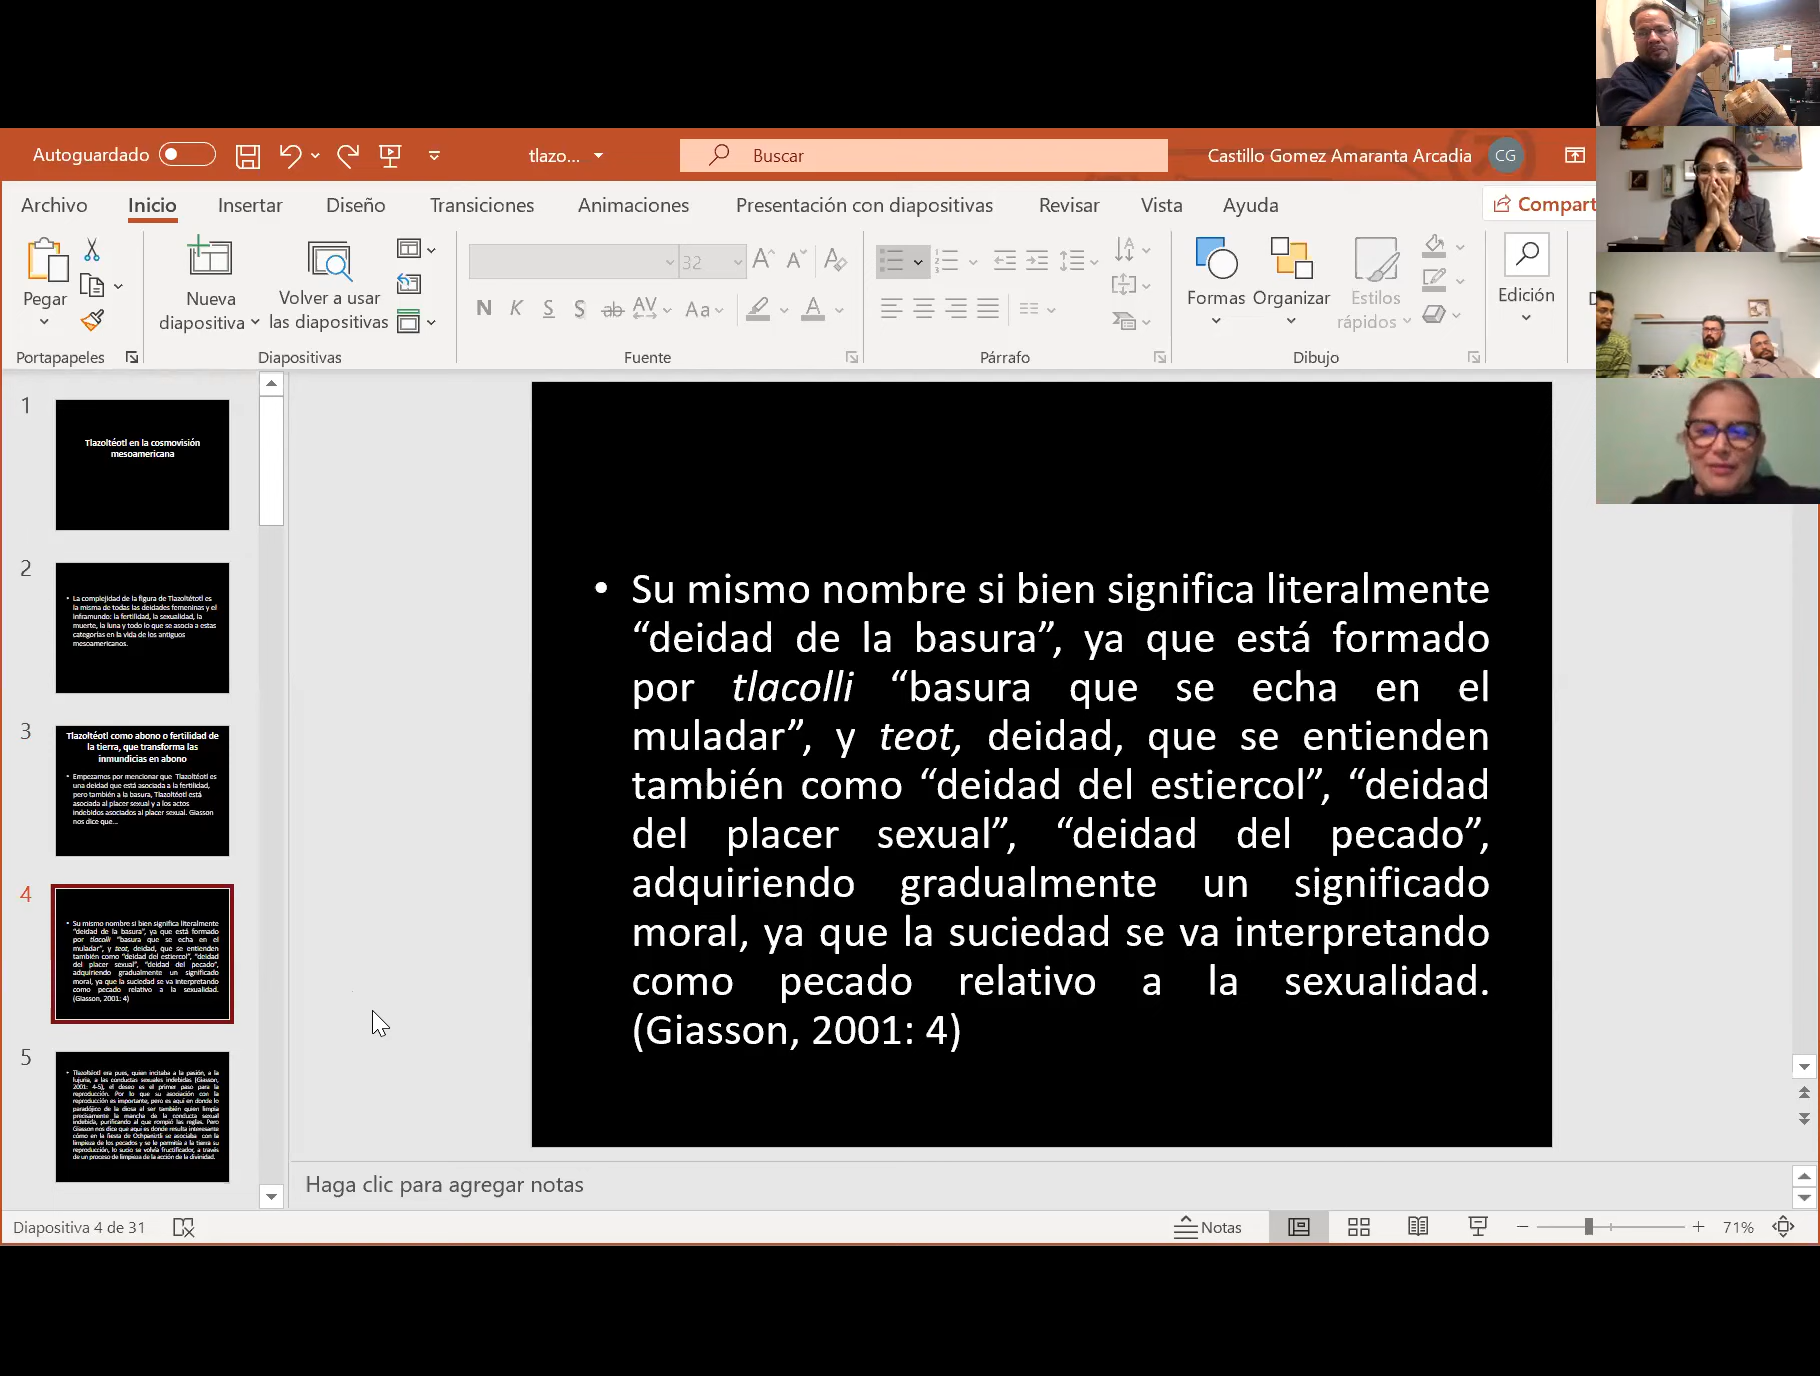 Autoguardado
tlazo...
Buscar
Castillo Gomez Amaranta Arcadia
CG
Archivo
Inicio
Insertar
Diseño
Transiciones
Animaciones
Presentación con diapositivas
Revisar
Vista
Ayuda
Compart
Pegar
Nueva
diapositiva
Volver a usar
las diapositivas
32
N K S S ab AV Aa A
Formas
Organizar
Estilos
rápidos
Edición
Portapapeles
Diapositivas
Fuente
Párrafo
Dibujo
1
Tlazoltéotl en la cosmovisión
mesoamericana
2
• La complejidad de la figura de Tlazoltétotl es
la misma de todas las deidades femeninas y el
inframundo: la fertilidad, la sexualidad, la
muerte, la luna y todo lo que se asocia a estas
categorías en la vida de los antiguos
mesoamericanos.
3
Tlazoltéotl como abono o fertilidad de
la tierra, que transforma las
inmundicias en abono
• Empezamos por mencionar que Tlazoltéotl es
una deidad que está asociada a la fertilidad,
pero también a la basura, Tlazoltéotl está
asociada al placer sexual y a los actos
indebidos asociados al placer sexual. Giasson
nos dice que...
4
• Su mismo nombre si bien significa literalmente
“deidad de la basura”, ya que está formado
por tlacolli “basura que se echa en el
muladar”, y teot, deidad, que se entienden
también como “deidad del estiercol”, “deidad
del placer sexual”, “deidad del pecado”,
adquiriendo gradualmente un significado
moral, ya que la suciedad se va interpretando
como pecado relativo a la sexualidad.
(Giasson, 2001: 4)
5
• Tlazoltéotl era pues, quien incitaba a la pasión, a la
lujuria, a las conductas sexuales indebidas (Giasson,
2001: 4-5), el deseo es el primer paso para la
reproducción. Por lo que su asociación con la
reproducción es importante, pero es aquí en donde lo
paradójico de la diosa al ser también quien limpia
precisamente la mancha de la conducta sexual
indebida, purificando al que rompió las reglas. Pero
Giasson nos dice que aquí es donde resulta interesante
cómo en la fiesta de Ochpaniztli se asociaba con la
limpieza de los pecados y se le permitía a la tierra su
reproducción, lo sucio se volvía fructificador, a través
de un proceso de limpieza de la acción de la divinidad.
• Su mismo nombre si bien significa literalmente
“deidad de la basura”, ya que está formado
por tlacolli “basura que se echa en el
muladar”, y teot, deidad, que se entienden
también como “deidad del estiercol”, “deidad
del placer sexual”, “deidad del pecado”,
adquiriendo gradualmente un significado
moral, ya que la suciedad se va interpretando
como pecado relativo a la sexualidad.
(Giasson, 2001: 4)
Haga clic para agregar notas
Diapositiva 4 de 31
Notas
71%